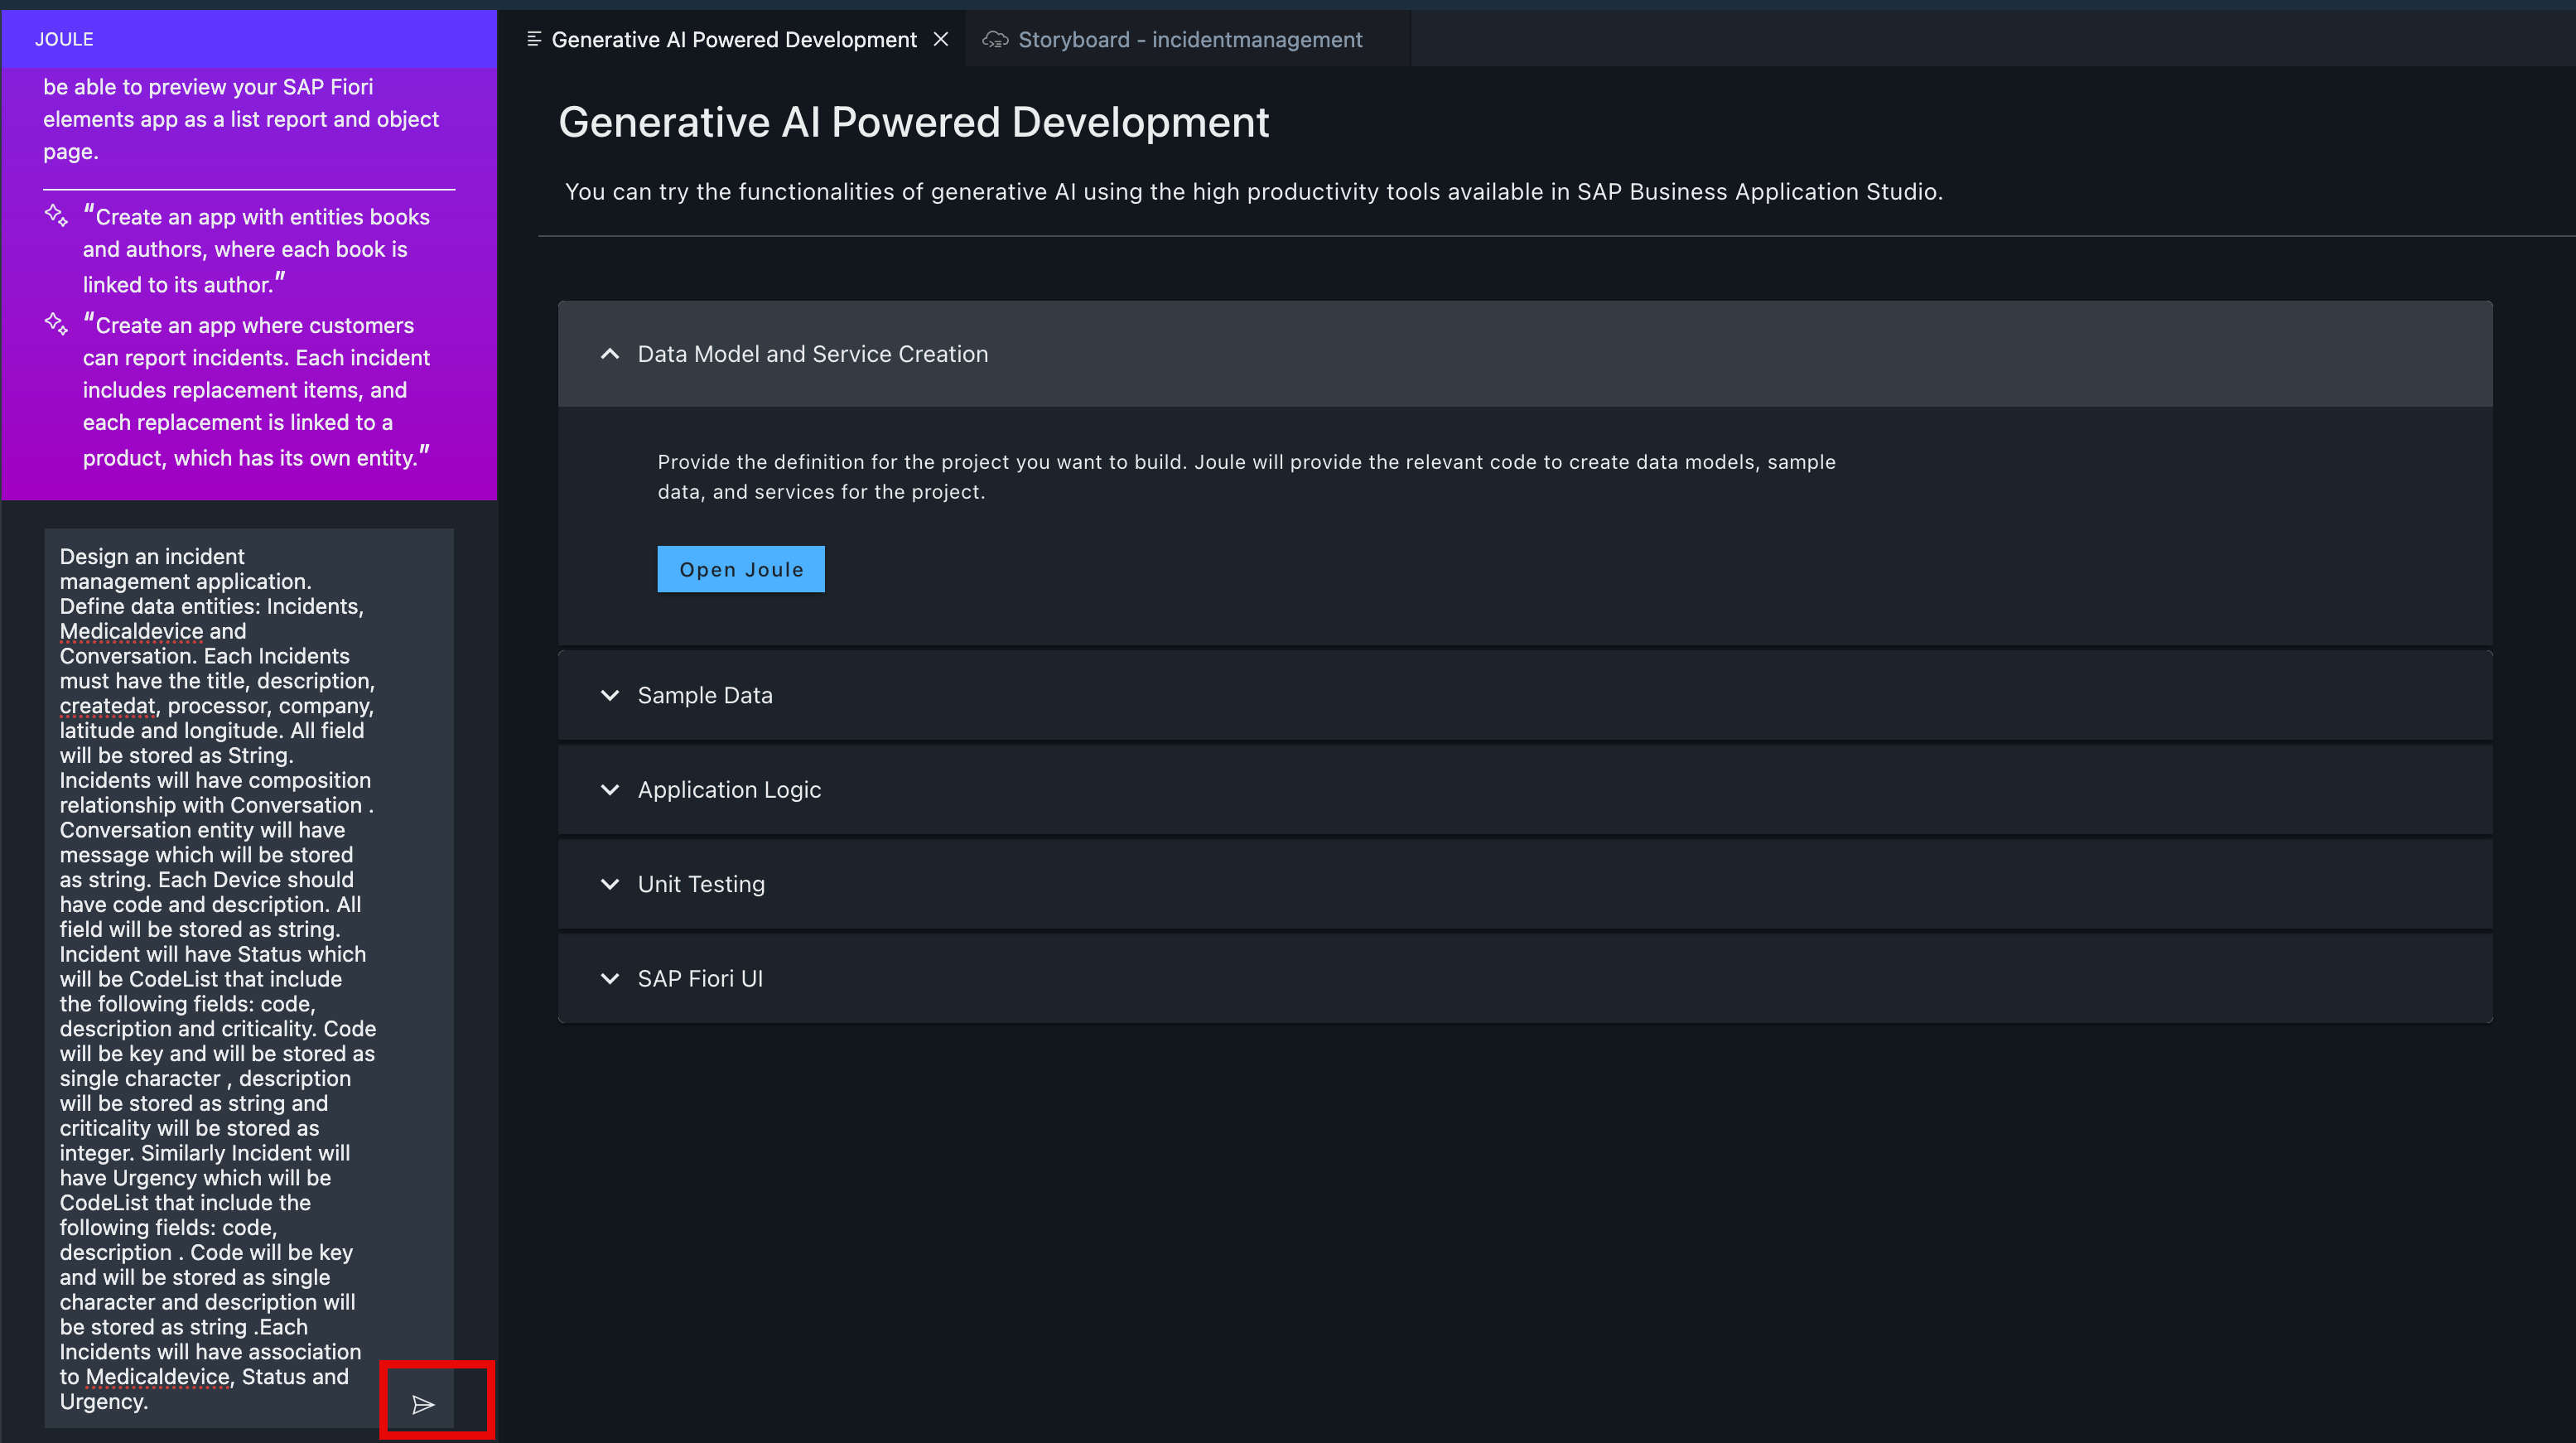 JOULE
be able to preview your SAP Fiori
elements app as a list report and object
page.
“Create an app with entities books
and authors, where each book is
linked to its author.”
“Create an app where customers
can report incidents. Each incident
includes replacement items, and
each replacement is linked to a
product, which has its own entity.”
Design an incident
management application.
Define data entities: Incidents,
Medicaldevice and
Conversation. Each Incidents
must have the title, description,
createdat, processor, company,
latitude and longitude. All field
will be stored as String.
Incidents will have composition
relationship with Conversation .
Conversation entity will have
message which will be stored
as string. Each Device should
have code and description. All
field will be stored as string.
Incident will have Status which
will be CodeList that include
the following fields: code,
description and criticality. Code
will be key and will be stored as
single character , description
will be stored as string and
criticality will be stored as
integer. Similarly Incident will
have Urgency which will be
CodeList that include the
following fields: code,
description . Code will be key
and will be stored as single
character and description will
be stored as string .Each
Incidents will have association
to Medicaldevice, Status and
Urgency.
Generative AI Powered Development
Storyboard - incidentmanagement
Generative AI Powered Development
You can try the functionalities of generative AI using the high productivity tools available in SAP Business Application Studio.
Data Model and Service Creation
Provide the definition for the project you want to build. Joule will provide the relevant code to create data models, sample
data, and services for the project.
Open Joule
Sample Data
Application Logic
Unit Testing
SAP Fiori UI